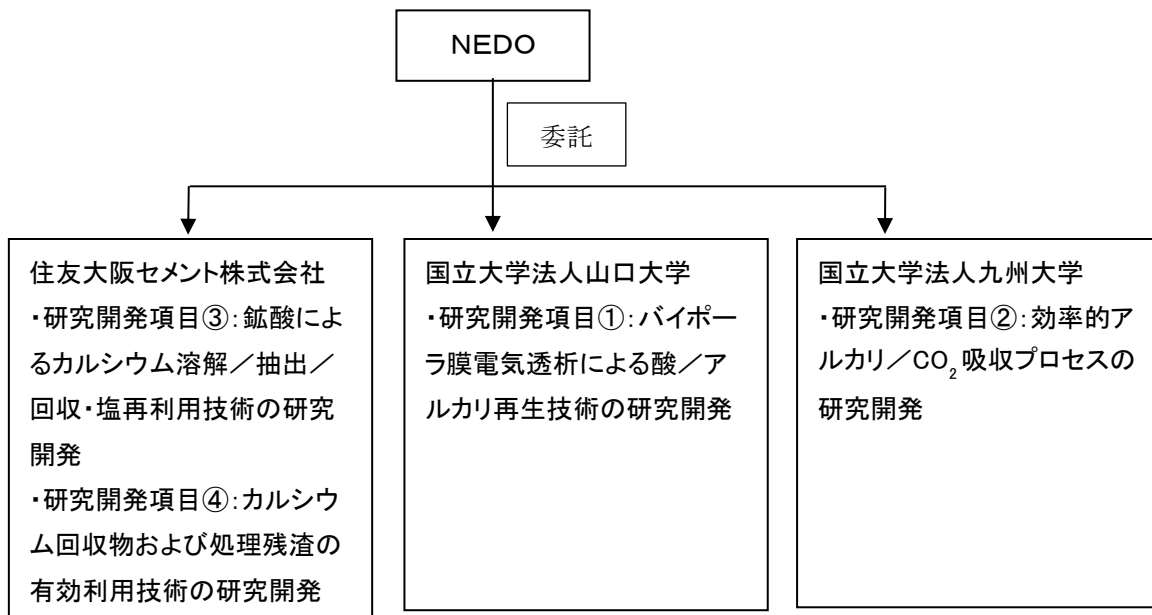 NEDO
委託
住友大阪セメント株式会社
・研究開発項目③：鉱酸によ
るカルシウム溶解／抽出／
回収・塩再利用技術の研究
開発
・研究開発項目④：カルシウ
ム回収物および処理残渣の
有効利用技術の研究開発
国立大学法人山口大学
・研究開発項目①：バイポー
ラ膜電気透析による酸／ア
ルカリ再生技術の研究開発
国立大学法人九州大学
・研究開発項目②：効率的ア
ルカリ／CO₂吸収プロセスの
研究開発